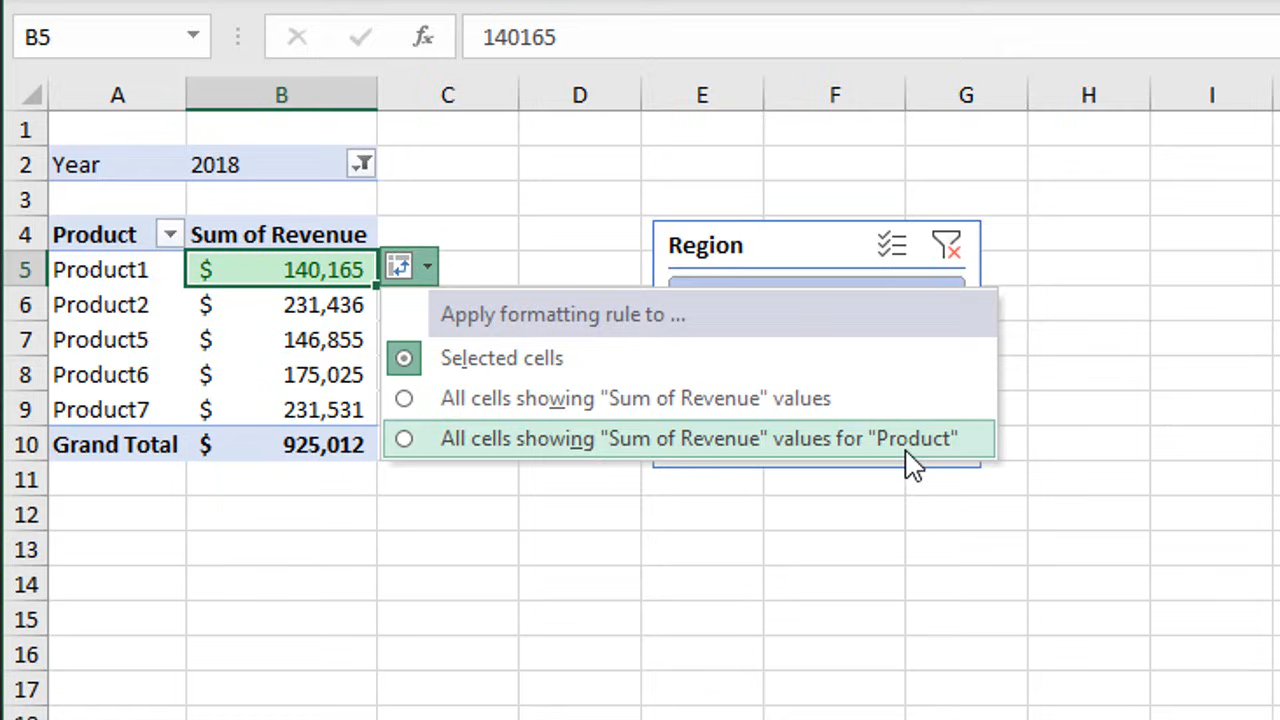 B5 fx 140165
A B C D E F G H I
1
2 Year 2018
3
4 Product Sum of Revenue Region
5 Product1 $ 140,165
6 Product2 $ 231,436 Apply formatting rule to ...
7 Product5 $ 146,855 Selected cells
8 Product6 $ 175,025 All cells showing "Sum of Revenue" values
9 Product7 $ 231,531 All cells showing "Sum of Revenue" values for "Product"
10 Grand Total $ 925,012
11
12
13
14
15
16
17